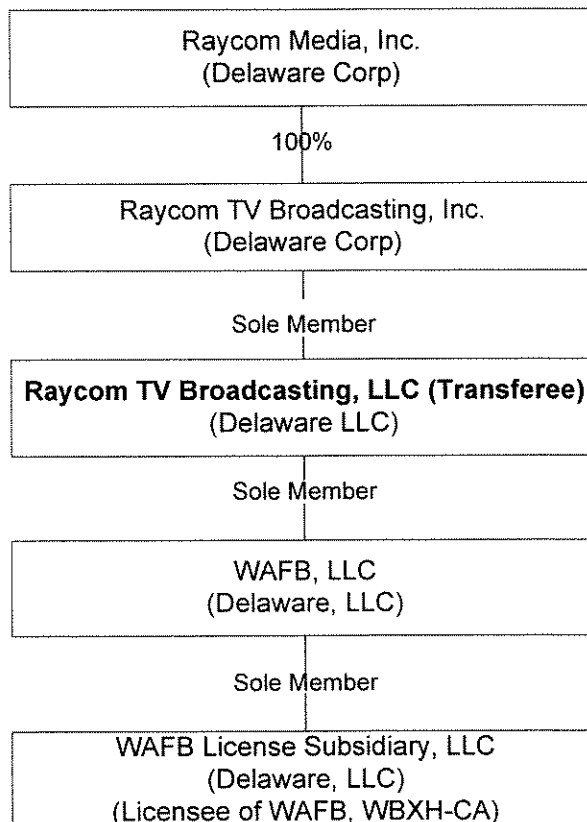 Raycom Media, Inc.
(Delaware Corp)
100%
Raycom TV Broadcasting, Inc.
(Delaware Corp)
Sole Member
Raycom TV Broadcasting, LLC (Transferee)
(Delaware LLC)
Sole Member
WAFB, LLC
(Delaware, LLC)
Sole Member
WAFB License Subsidiary, LLC
(Delaware, LLC)
(Licensee of WAFB, WBXH-CA)